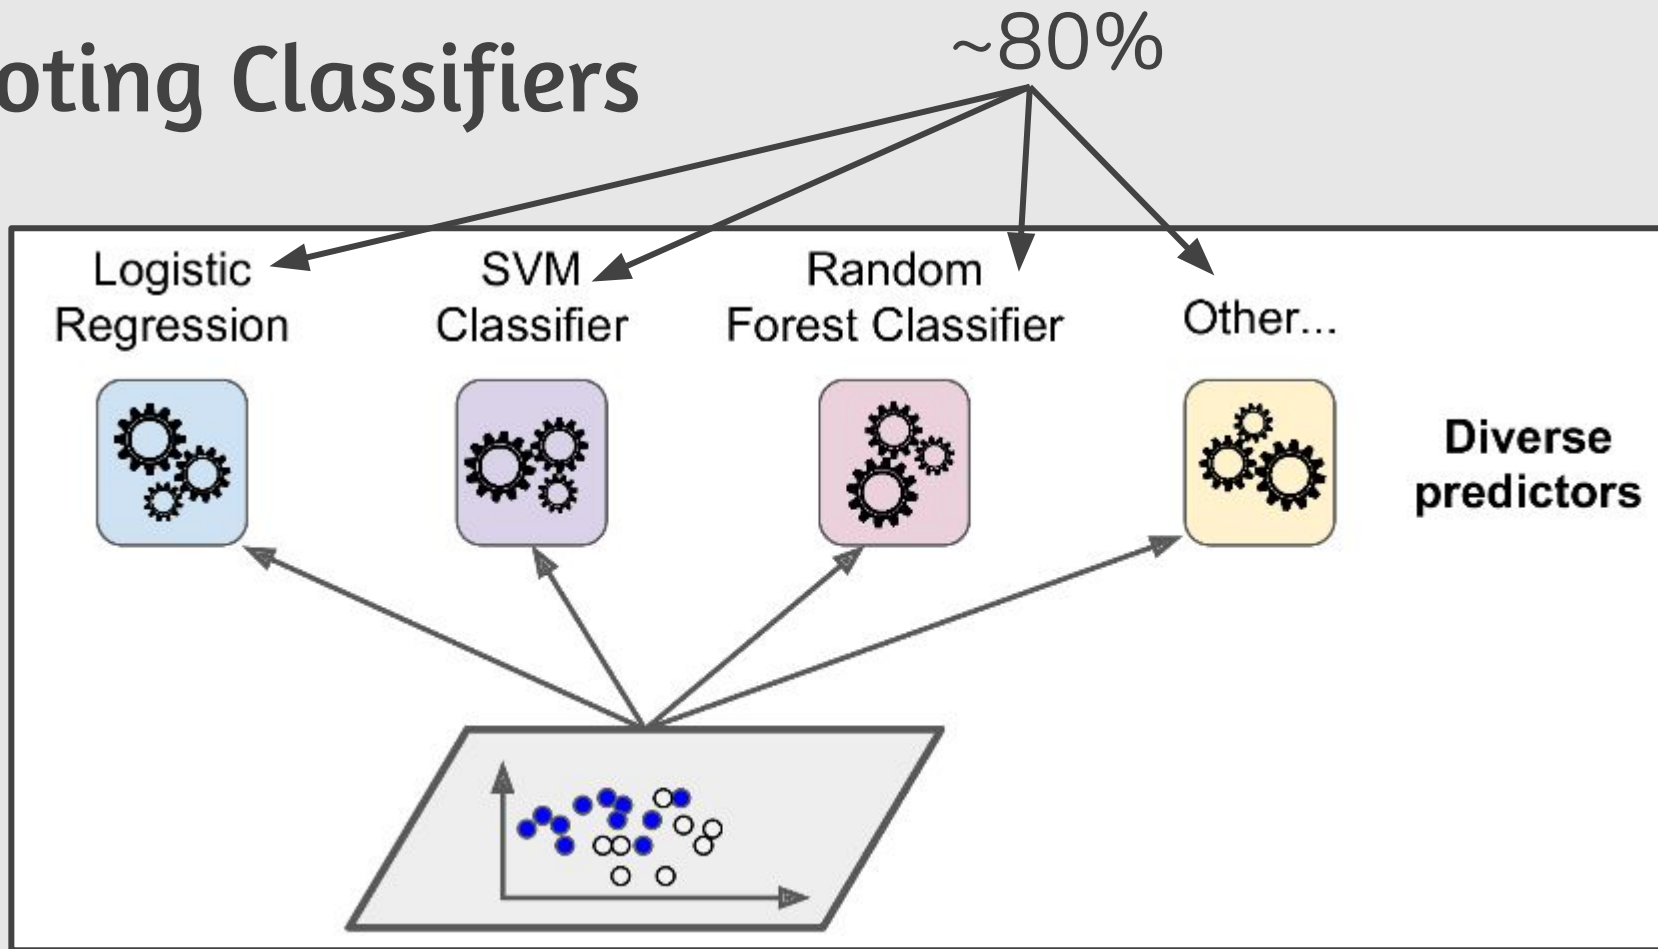 oting Classifiers
~80%
Logistic
Regression
SVM
Classifier
Random
Forest Classifier
Other...
Diverse
predictors